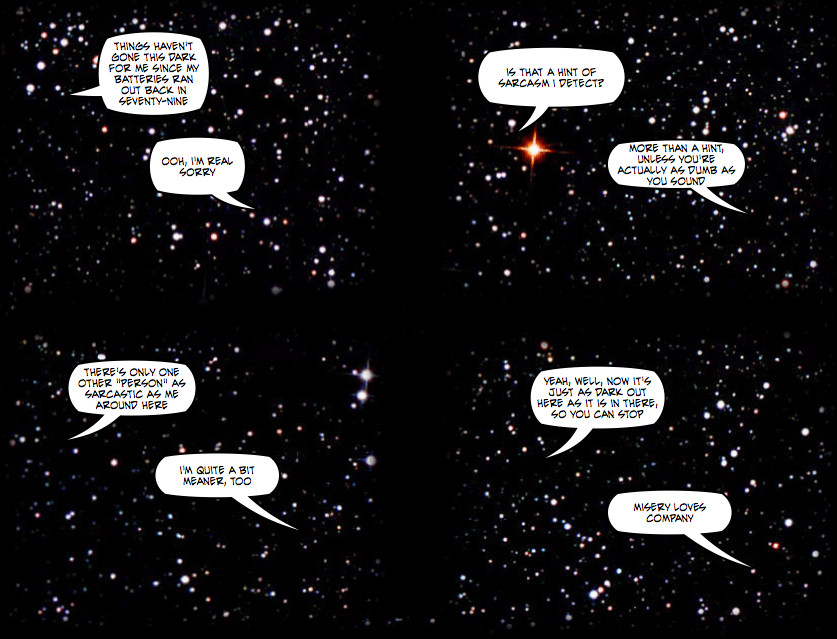 THINGS HAVEN'T
GONE THIS DARK
FOR ME SINCE MY
BATTERIES RAN
OUT BACK IN
SEVENTY-NINE
OOH, I'M REAL
SORRY
IS THAT A HINT OF
SARCASM I DETECT?
MORE THAN A HINT,
UNLESS YOU'RE
ACTUALLY AS DUMB AS
YOU SOUND
THERE'S ONLY ONE
OTHER "PERSON" AS
SARCASTIC AS ME
AROUND HERE
I'M QUITE A BIT
MEANER, TOO
YEAH, WELL, NOW IT'S
JUST AS DARK OUT
HERE AS IT IS IN THERE,
SO YOU CAN STOP
MISERY LOVES
COMPANY